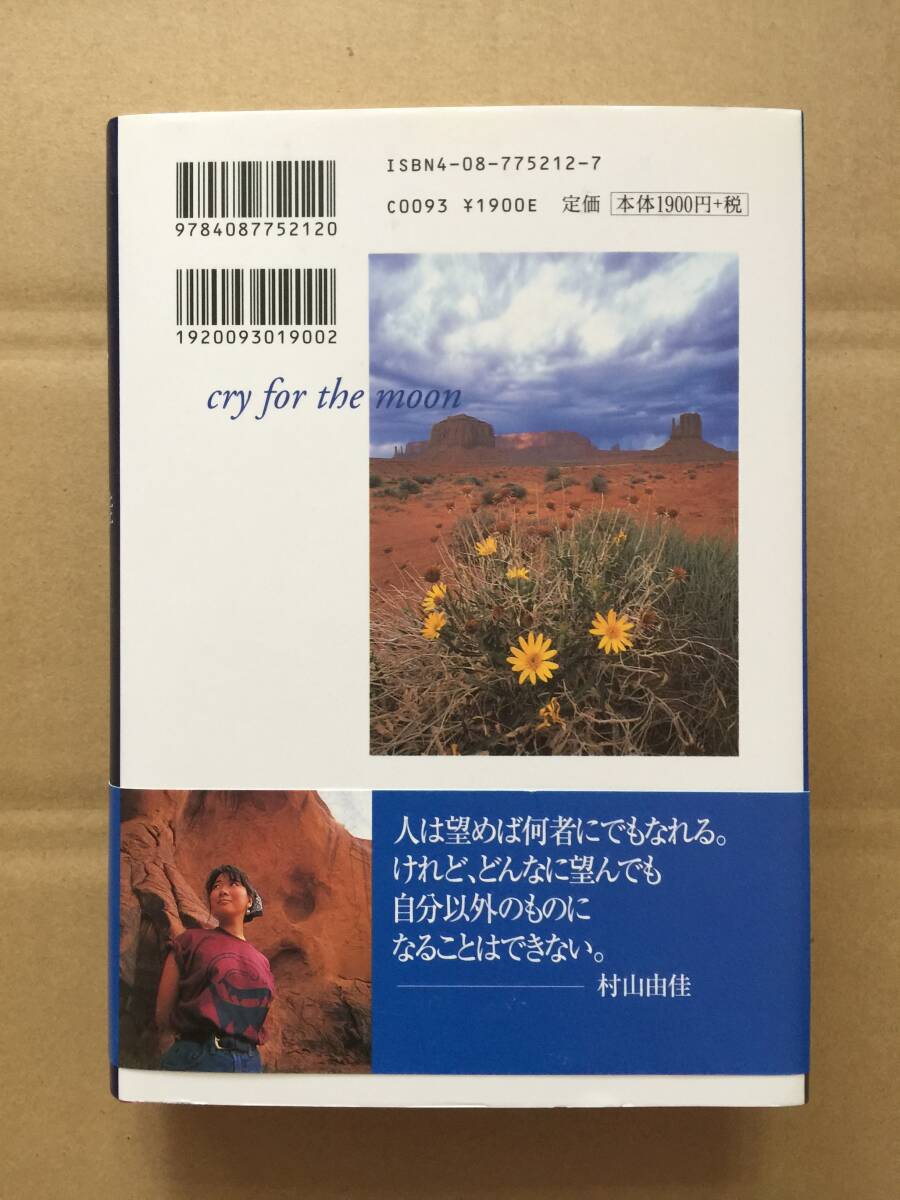 ISBN4-08-775212-7
9784087752120
C0093 ¥1900E 定価 本体1900円+税
1920093019002
cry for the moon
人は望めば何者にでもなれる。
けれど、どんなに望んでも
自分以外のものに
なることはできない。
村山由佳